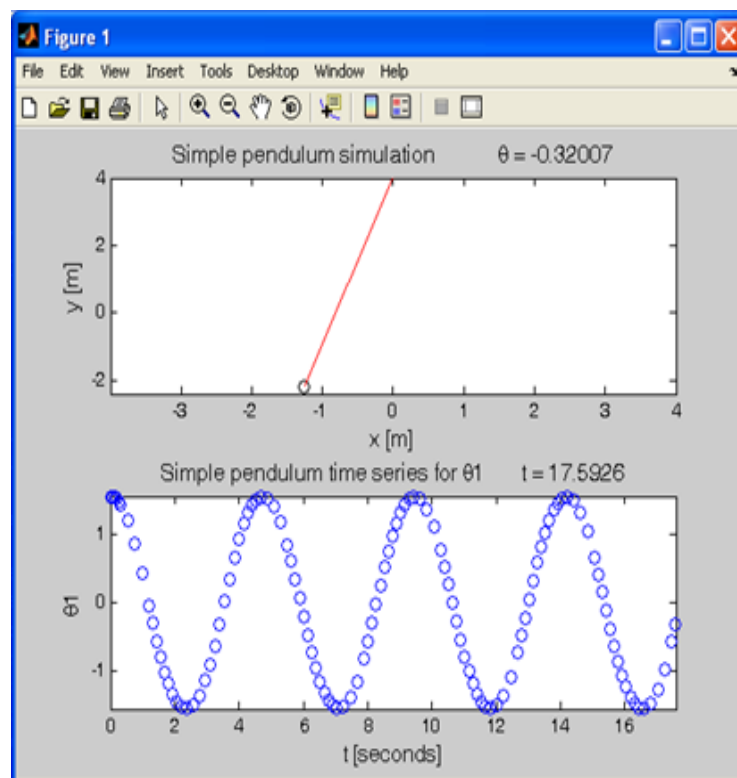 Figure 1
File Edit View Insert Tools Desktop Window Help
Simple pendulum simulation θ = -0.32007
4
2
0
-2
y [m]
-3 -2 -1 0 1 2 3 4
x [m]
Simple pendulum time series for θ1 t = 17.5926
1
0
-1
θ1
0 2 4 6 8 10 12 14 16
t [seconds]